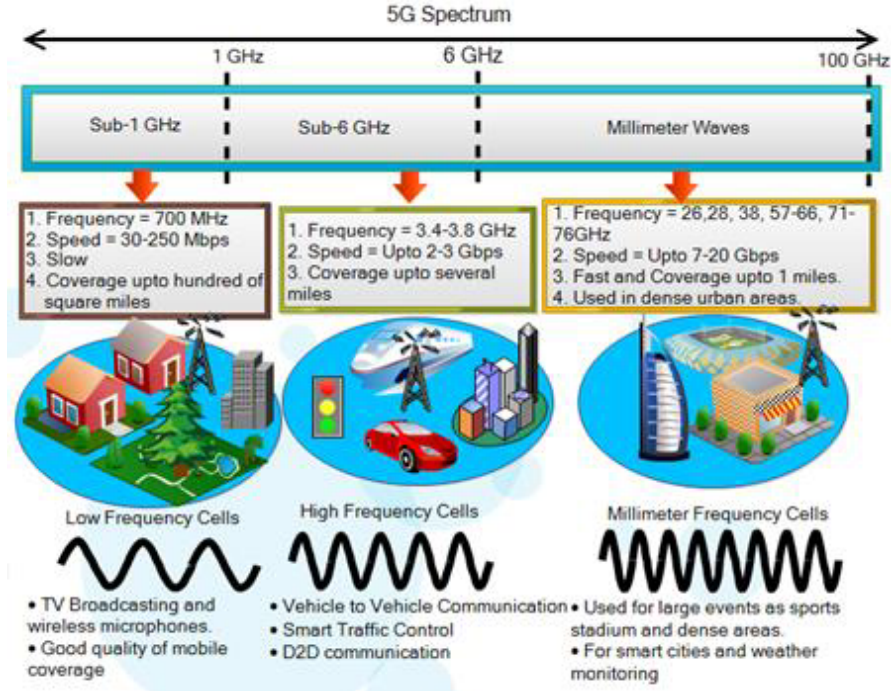 5G Spectrum
1 GHz
6 GHz
100 GHz
Sub-1 GHz
Sub-6 GHz
Millimeter Waves
1. Frequency = 700 MHz
2. Speed = 30-250 Mbps
3. Slow
4. Coverage upto hundred of
square miles
1. Frequency = 3.4-3.8 GHz
2. Speed = Upto 2-3 Gbps
3. Coverage upto several
miles
1. Frequency = 26,28, 38, 57-66, 71-
76GHz
2. Speed = Upto 7-20 Gbps
3. Fast and Coverage upto 1 miles.
4. Used in dense urban areas.
Low Frequency Cells
High Frequency Cells
Millimeter Frequency Cells
• TV Broadcasting and
wireless microphones.
• Good quality of mobile
coverage
• Vehicle to Vehicle Communication
• Smart Traffic Control
• D2D communication
• Used for large events as sports
stadium and dense areas.
• For smart cities and weather
monitoring